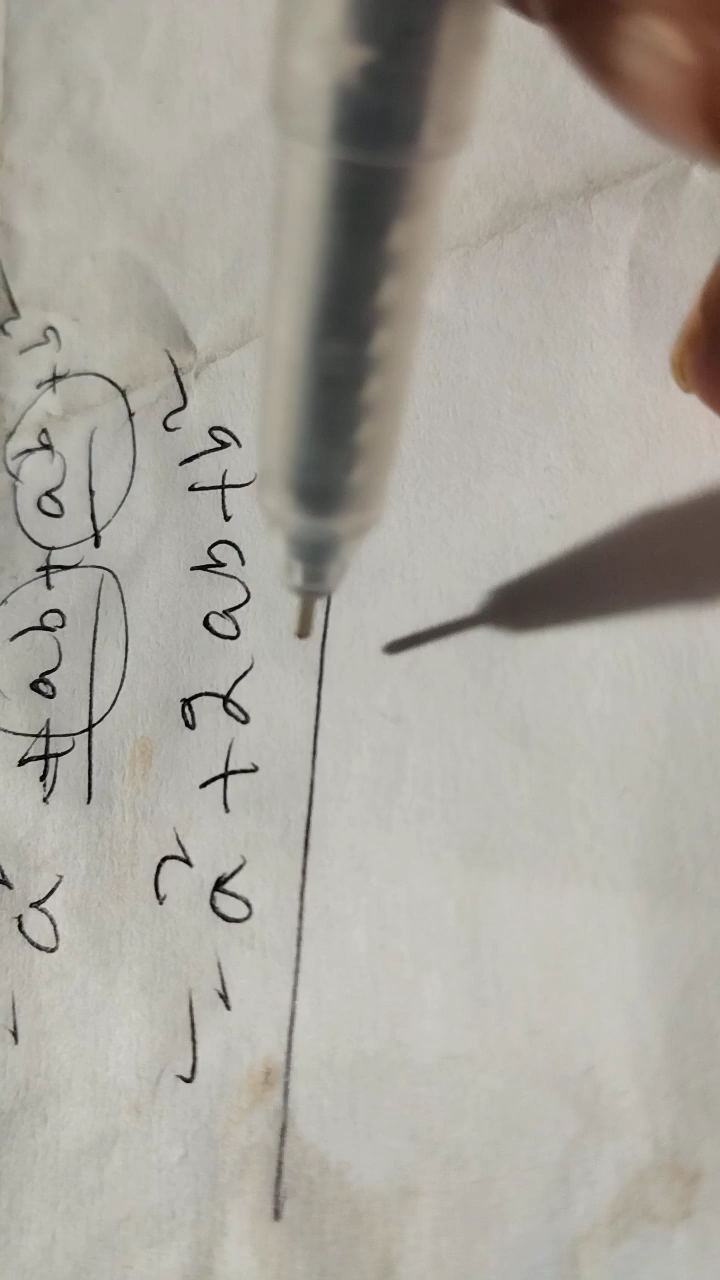 - a² + ab + ab + b²
= a² + 2ab + b²